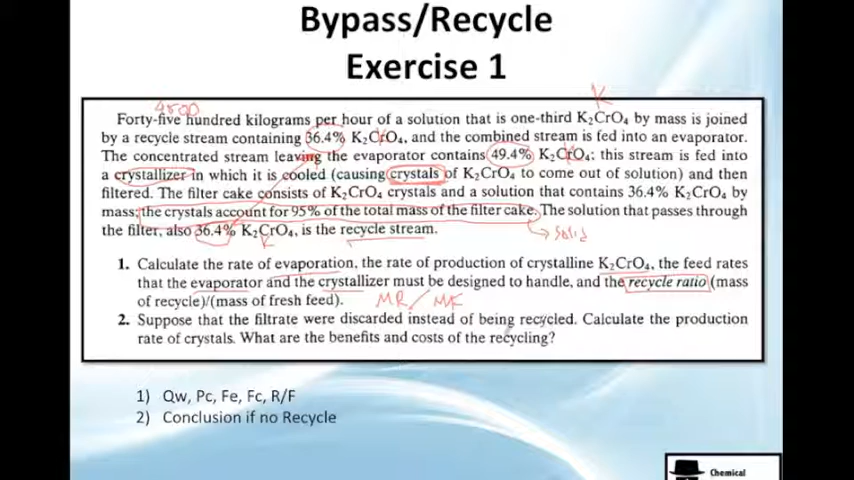 Bypass/Recycle
Exercise 1
K
4500
Forty-five hundred kilograms per hour of a solution that is one-third K₂CrO₄ by mass is joined
by a recycle stream containing 36.4% K₂CrO₄, and the combined stream is fed into an evaporator.
The concentrated stream leaving the evaporator contains 49.4% K₂CrO₄; this stream is fed into
a crystallizer in which it is cooled (causing crystals of K₂CrO₄ to come out of solution) and then
filtered. The filter cake consists of K₂CrO₄ crystals and a solution that contains 36.4% K₂CrO₄ by
mass; the crystals account for 95% of the total mass of the filter cake. The solution that passes through
the filter, also 36.4% K₂CrO₄, is the recycle stream.
K
solid
1. Calculate the rate of evaporation, the rate of production of crystalline K₂CrO₄, the feed rates
that the evaporator and the crystallizer must be designed to handle, and the recycle ratio (mass
of recycle)/(mass of fresh feed).
MR/MF
2. Suppose that the filtrate were discarded instead of being recycled. Calculate the production
rate of crystals. What are the benefits and costs of the recycling?
1) Qw, Pc, Fe, Fc, R/F
2) Conclusion if no Recycle
Chemical